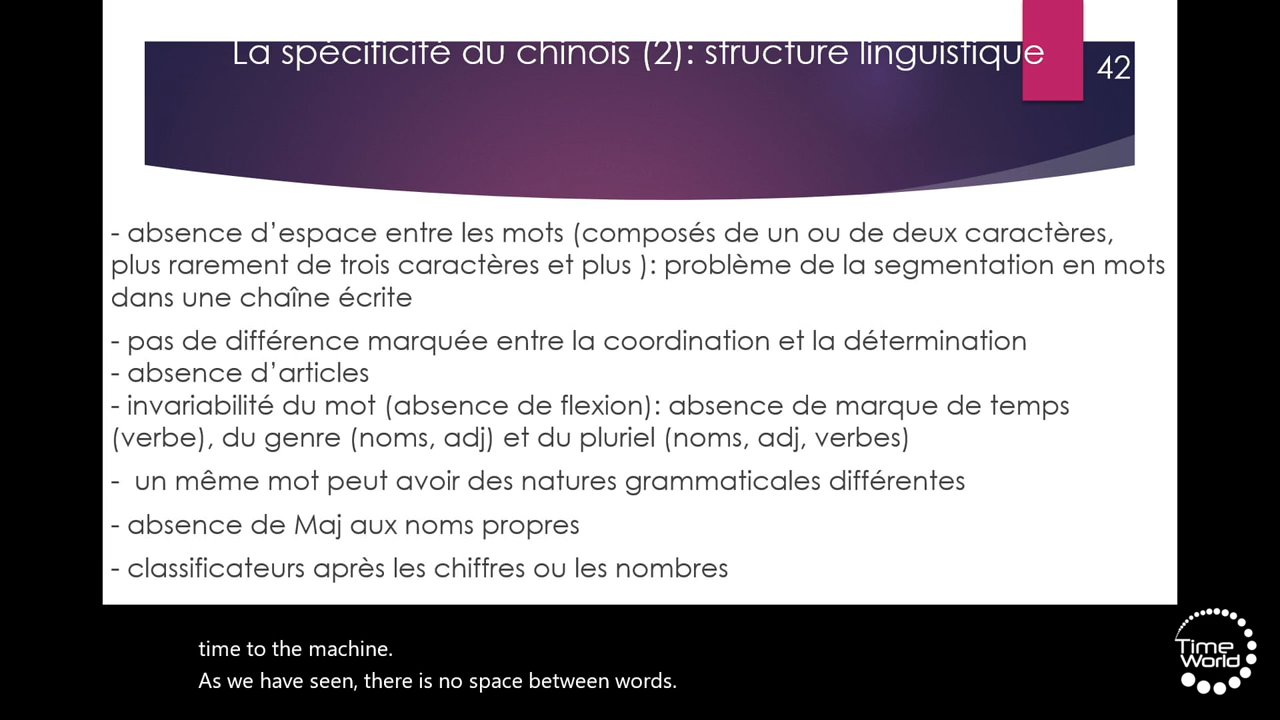 La spécificité du chinois (2): structure linguistique
42
- absence d’espace entre les mots (composés de un ou de deux caractères,
plus rarement de trois caractères et plus ): problème de la segmentation en mots
dans une chaîne écrite
- pas de différence marquée entre la coordination et la détermination
- absence d’articles
- invariabilité du mot (absence de flexion): absence de marque de temps
(verbe), du genre (noms, adj) et du pluriel (noms, adj, verbes)
- un même mot peut avoir des natures grammaticales différentes
- absence de Maj aux noms propres
- classificateurs après les chiffres ou les nombres
time to the machine.
As we have seen, there is no space between words.
Time
World